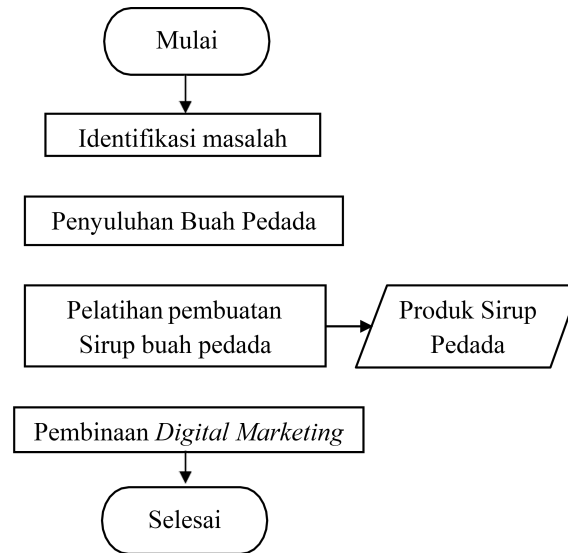 Mulai
Identifikasi masalah
Penyuluhan Buah Pedada
Pelatihan pembuatan
Sirup buah pedada
Produk Sirup
Pedada
Pembinaan Digital Marketing
Selesai